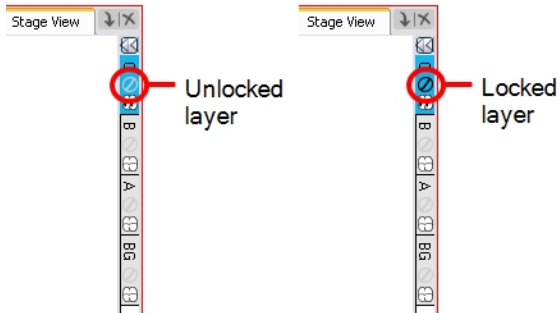 Stage View
Unlocked
layer
B
A
BG
Stage View
Locked
layer
B
A
BG